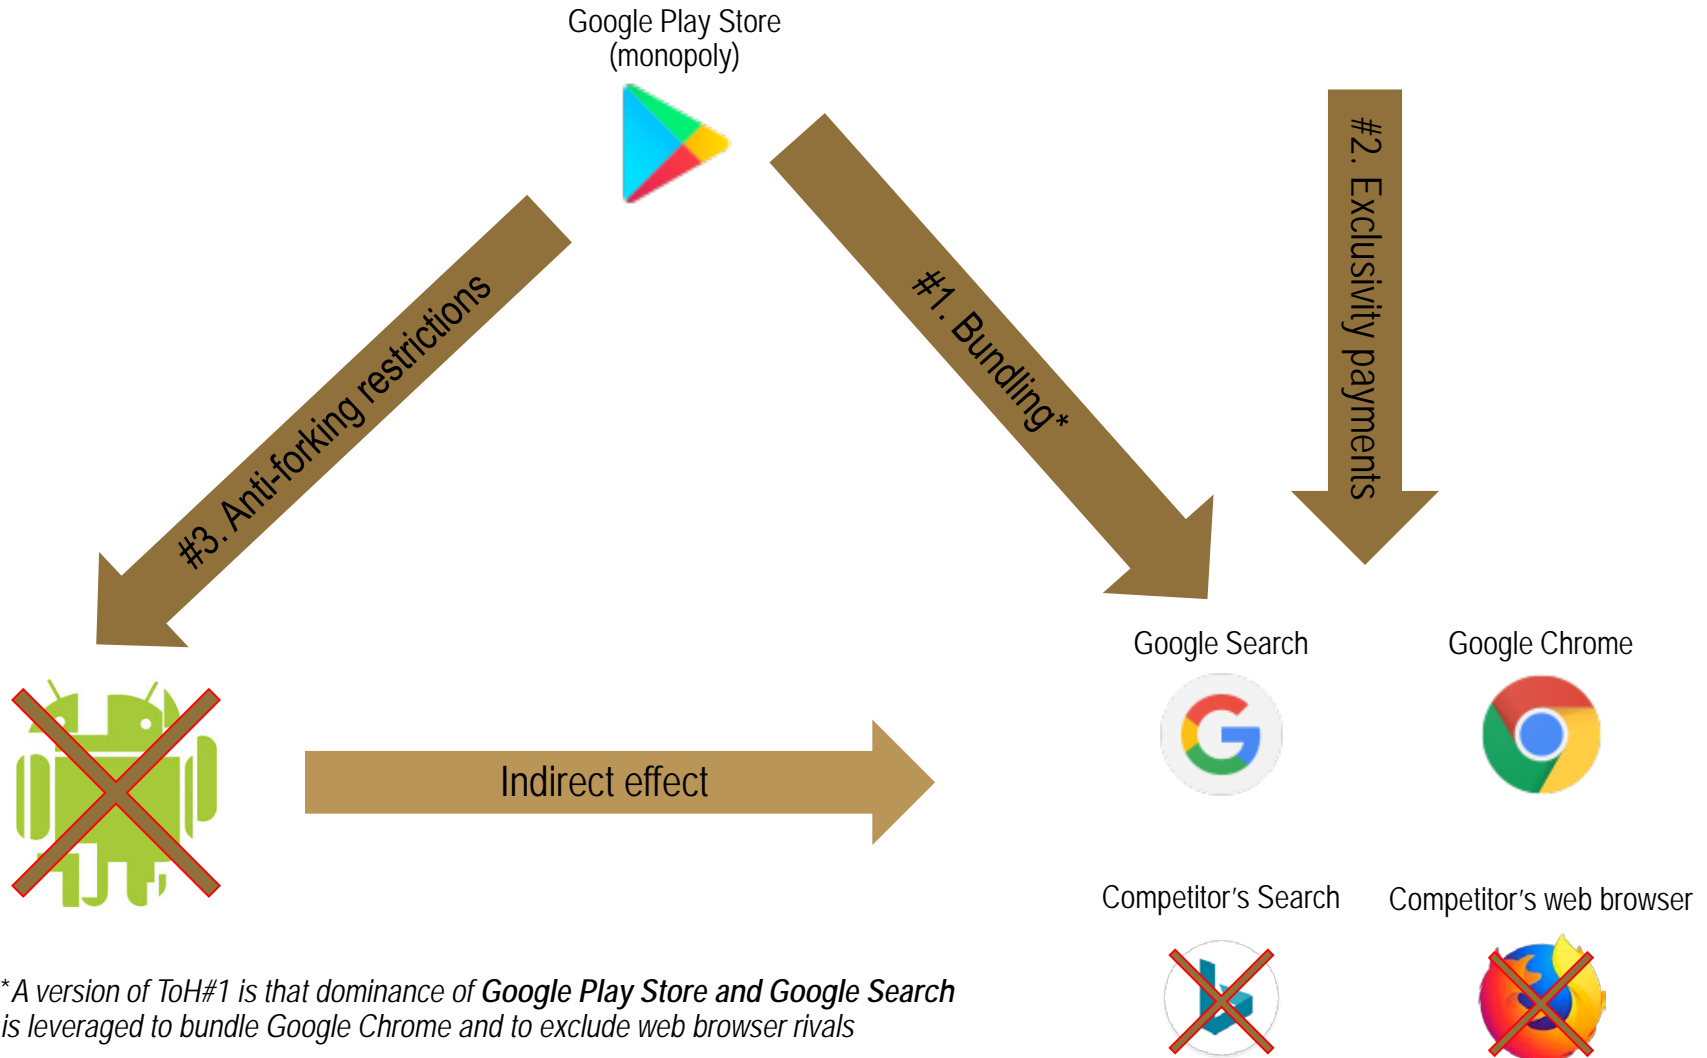 Google Play Store
(monopoly)
#2. Exclusivity payments
#1. Bundling*
#3. Anti-forking restrictions
Google Search
Google Chrome
Indirect effect
Competitor's Search
Competitor's web browser
*A version of ToH#1 is that dominance of Google Play Store and Google Search
is leveraged to bundle Google Chrome and to exclude web browser rivals